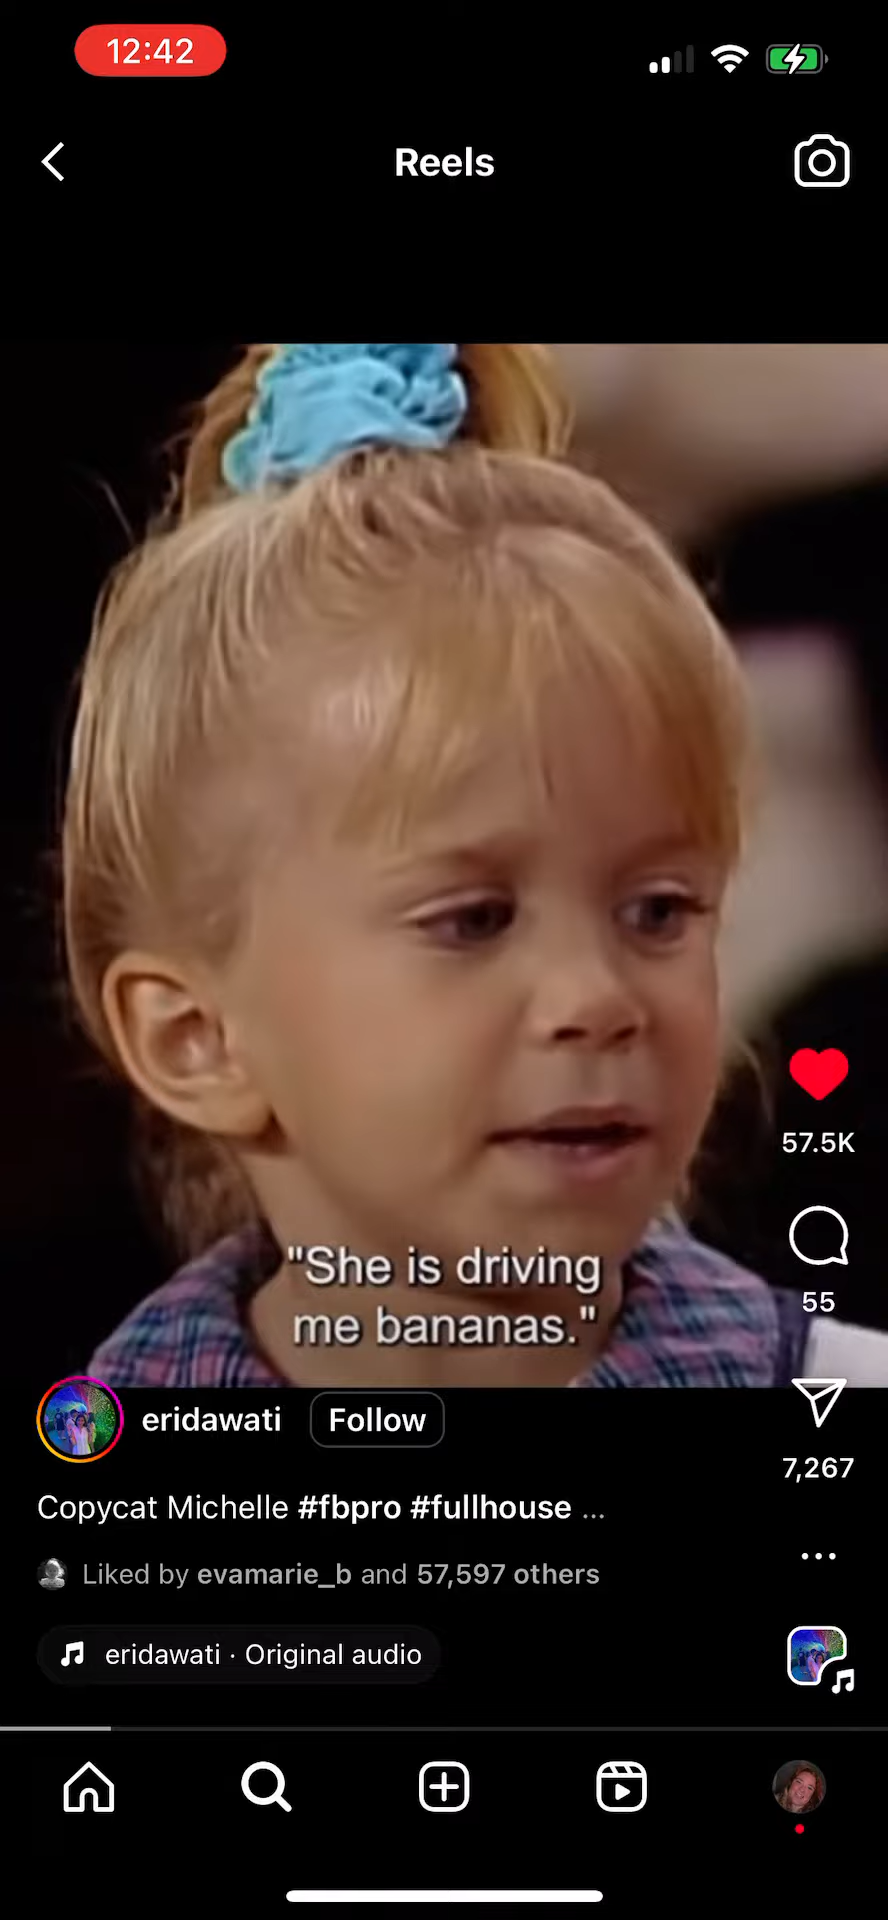 12:42
Reels
57.5K
"She is driving
me bananas."
55
eridawati
Follow
7,267
Copycat Michelle #fbpro #fullhouse ...
Liked by evamarie_b and 57,597 others
eridawati · Original audio